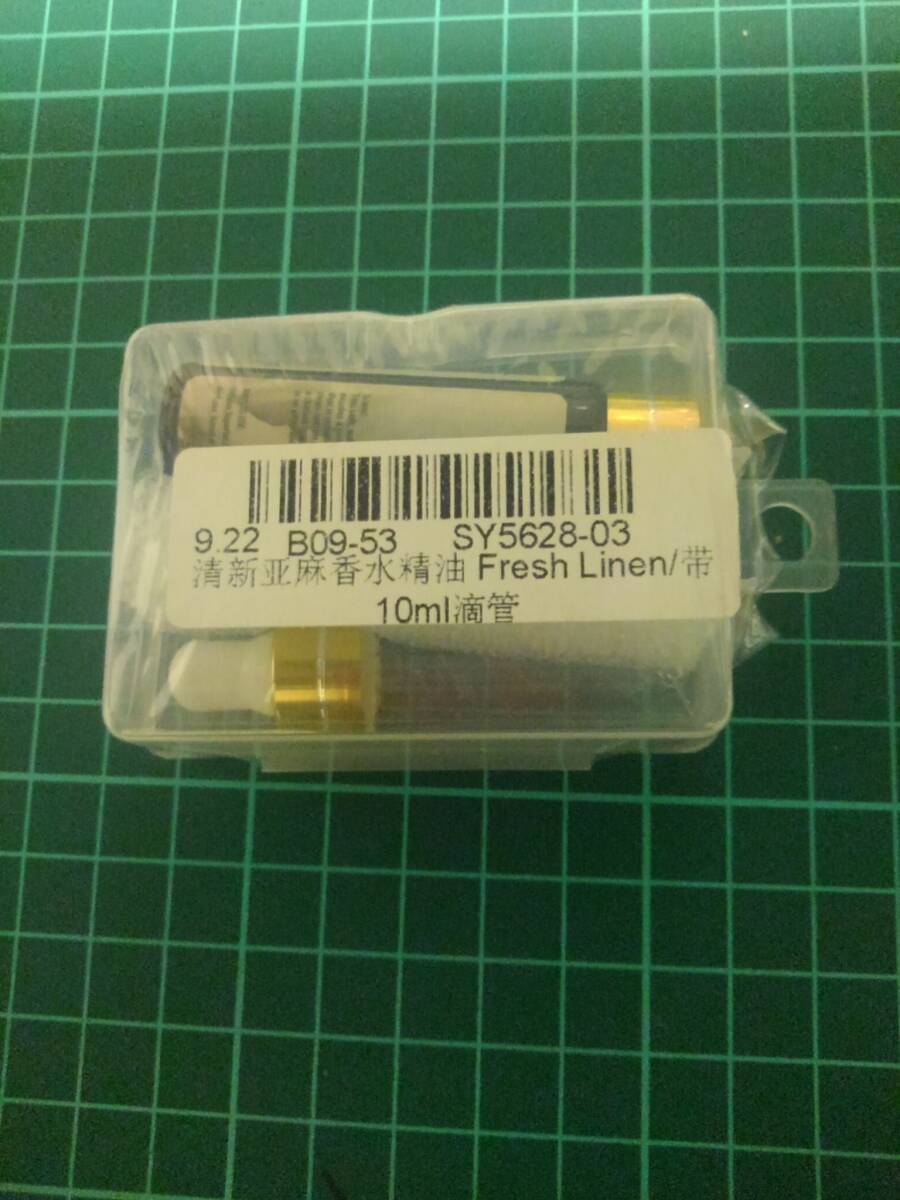 9.22 B09-53 SY5628-03
清新亚麻香水精油 Fresh Linen/带
10ml滴管